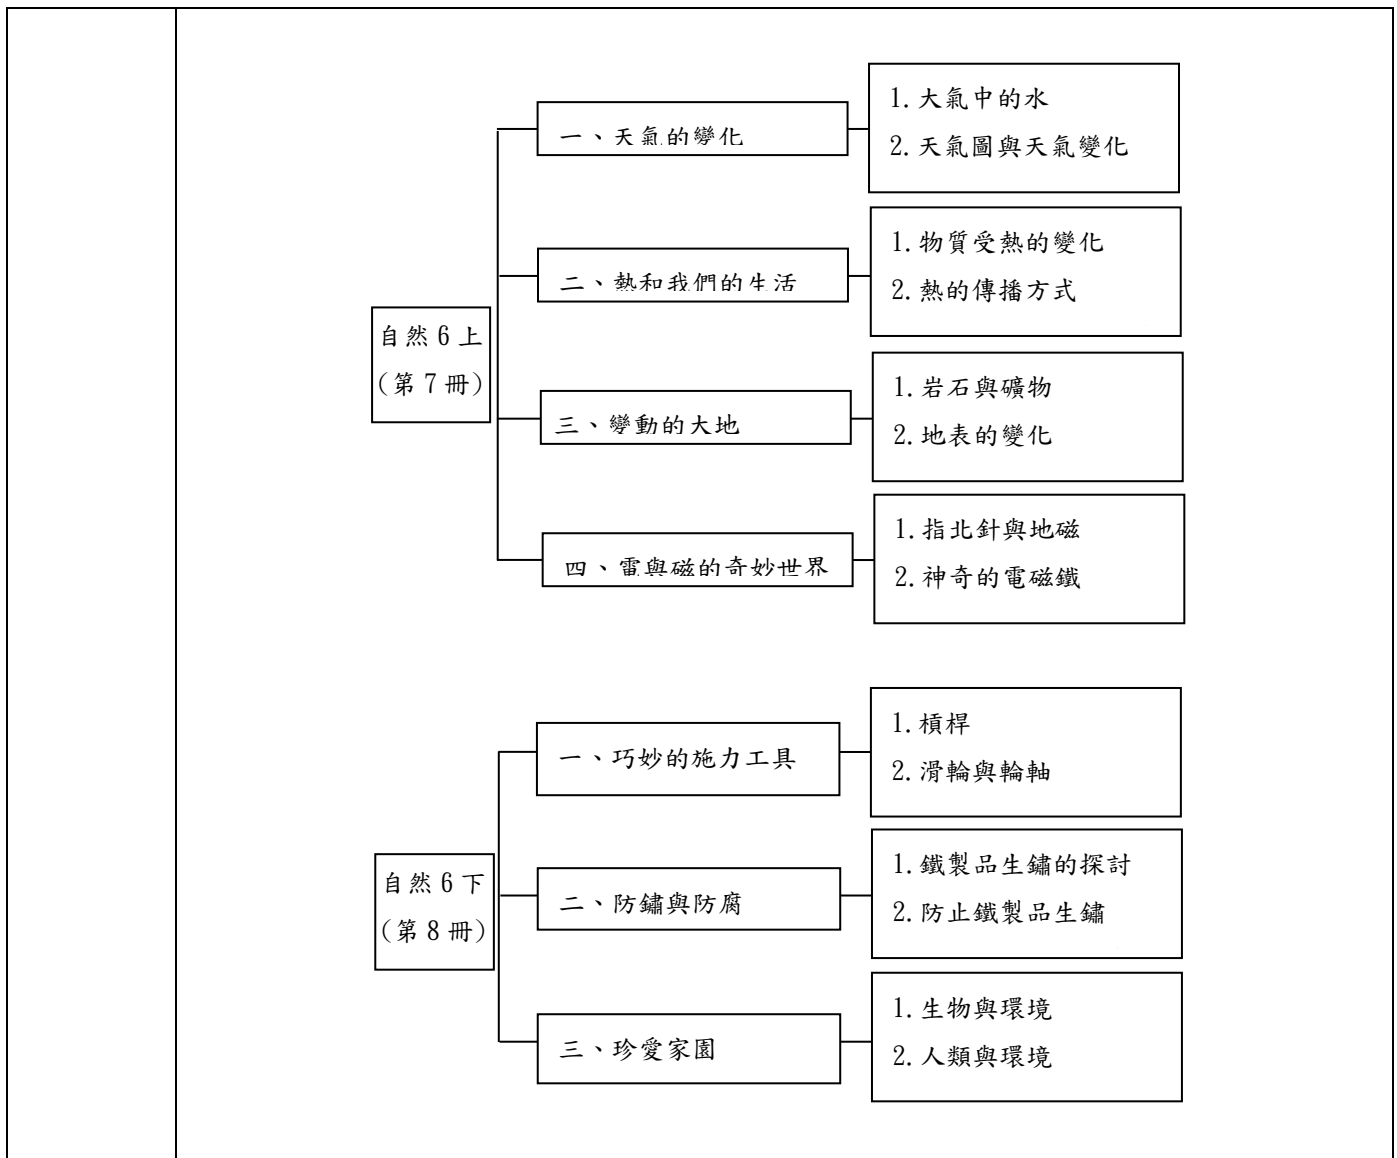 自然6上
(第7冊)
一、天氣的變化
1.大氣中的水
2.天氣圖與天氣變化
二、熱和我們的生活
1.物質受熱的變化
2.熱的傳播方式
三、變動的大地
1.岩石與礦物
2.地表的變化
四、電與磁的奇妙世界
1.指北針與地磁
2.神奇的電磁鐵
自然6下
(第8冊)
一、巧妙的施力工具
1.槓桿
2.滑輪與輪軸
二、防鏽與防腐
1.鐵製品生鏽的探討
2.防止鐵製品生鏽
三、珍愛家園
1.生物與環境
2.人類與環境